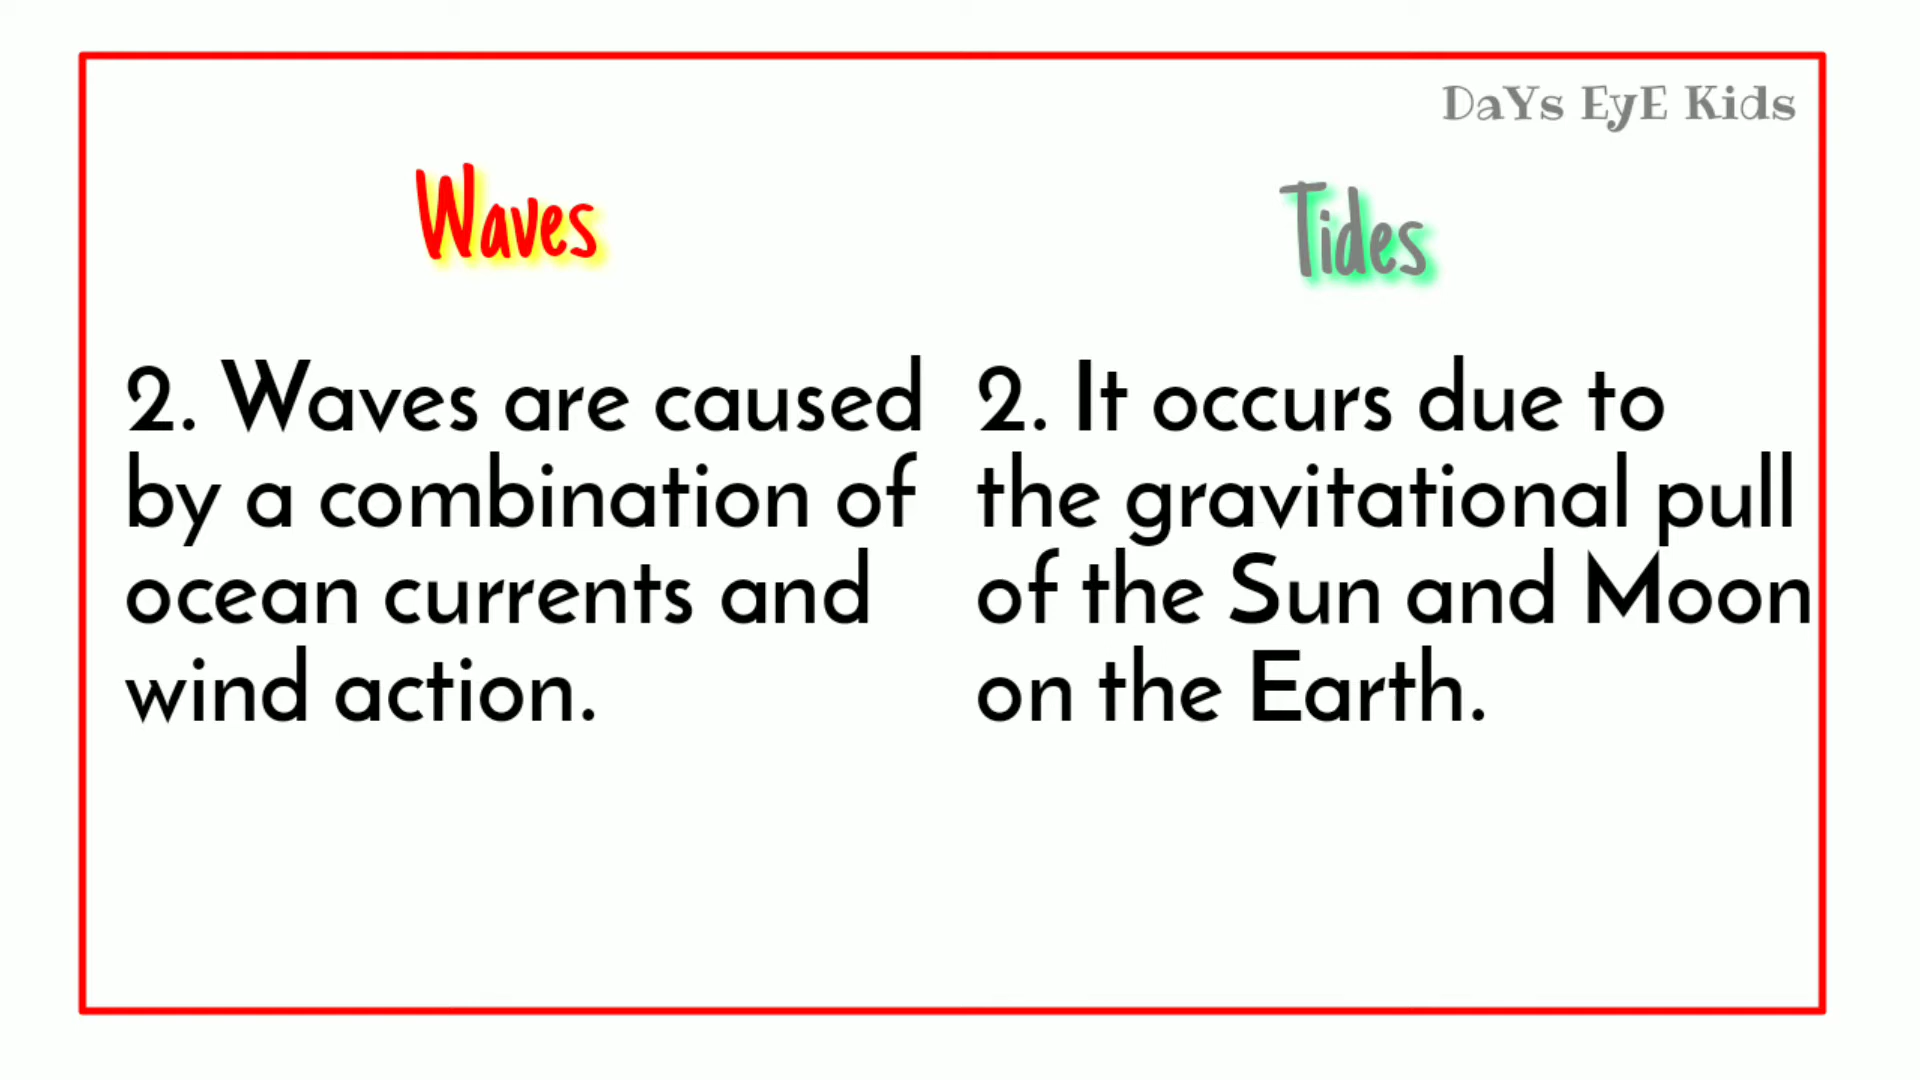 DaYs EyE Kids
Waves
Tides
2. Waves are caused
by a combination of
ocean currents and
wind action.
2. It occurs due to
the gravitational pull
of the Sun and Moon
on the Earth.